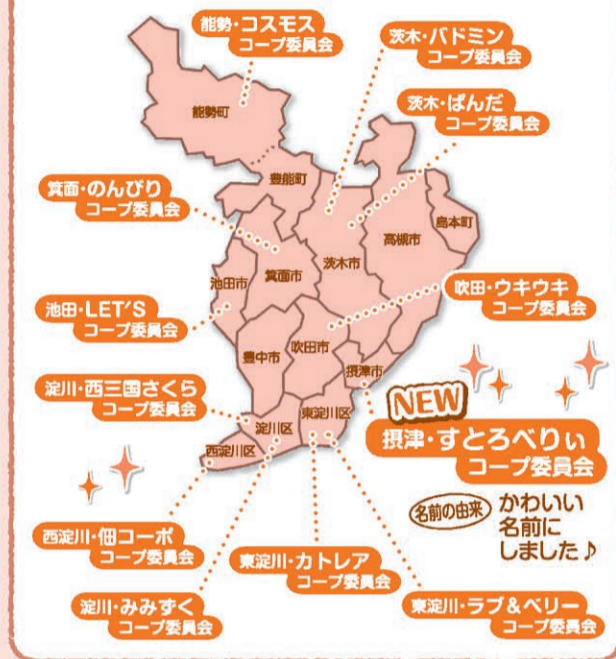 能勢・コスモス
コープ委員会
茨木・バドミン
コープ委員会
茨木・ぱんだ
コープ委員会
能勢町
豊能町
島本町
高槻市
茨木市
箕面・のんびり
コープ委員会
箕面市
池田市
池田・LET'S
コープ委員会
吹田・ウキウキ
コープ委員会
豊中市
吹田市
摂津市
淀川・西三国さくら
コープ委員会
東淀川区
淀川区
西淀川区
NEW
摂津・すとろべりぃ
コープ委員会
名前の由来
かわいい
名前に
しました♪
西淀川・佃コーポ
コープ委員会
東淀川・カトレア
コープ委員会
淀川・みみずく
コープ委員会
東淀川・ラブ&ベリー
コープ委員会